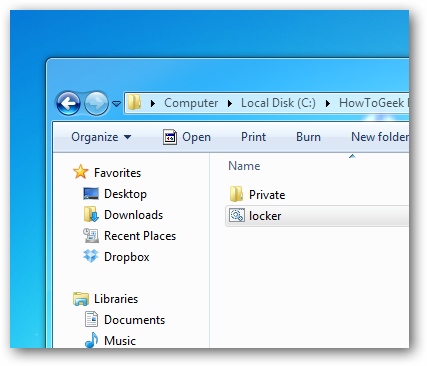 Computer Local Disk (C:) HowToGeek
Organize Open Print Burn New folder
Name
Favorites
Desktop
Downloads
Recent Places
Dropbox
Libraries
Documents
Music
Private
locker